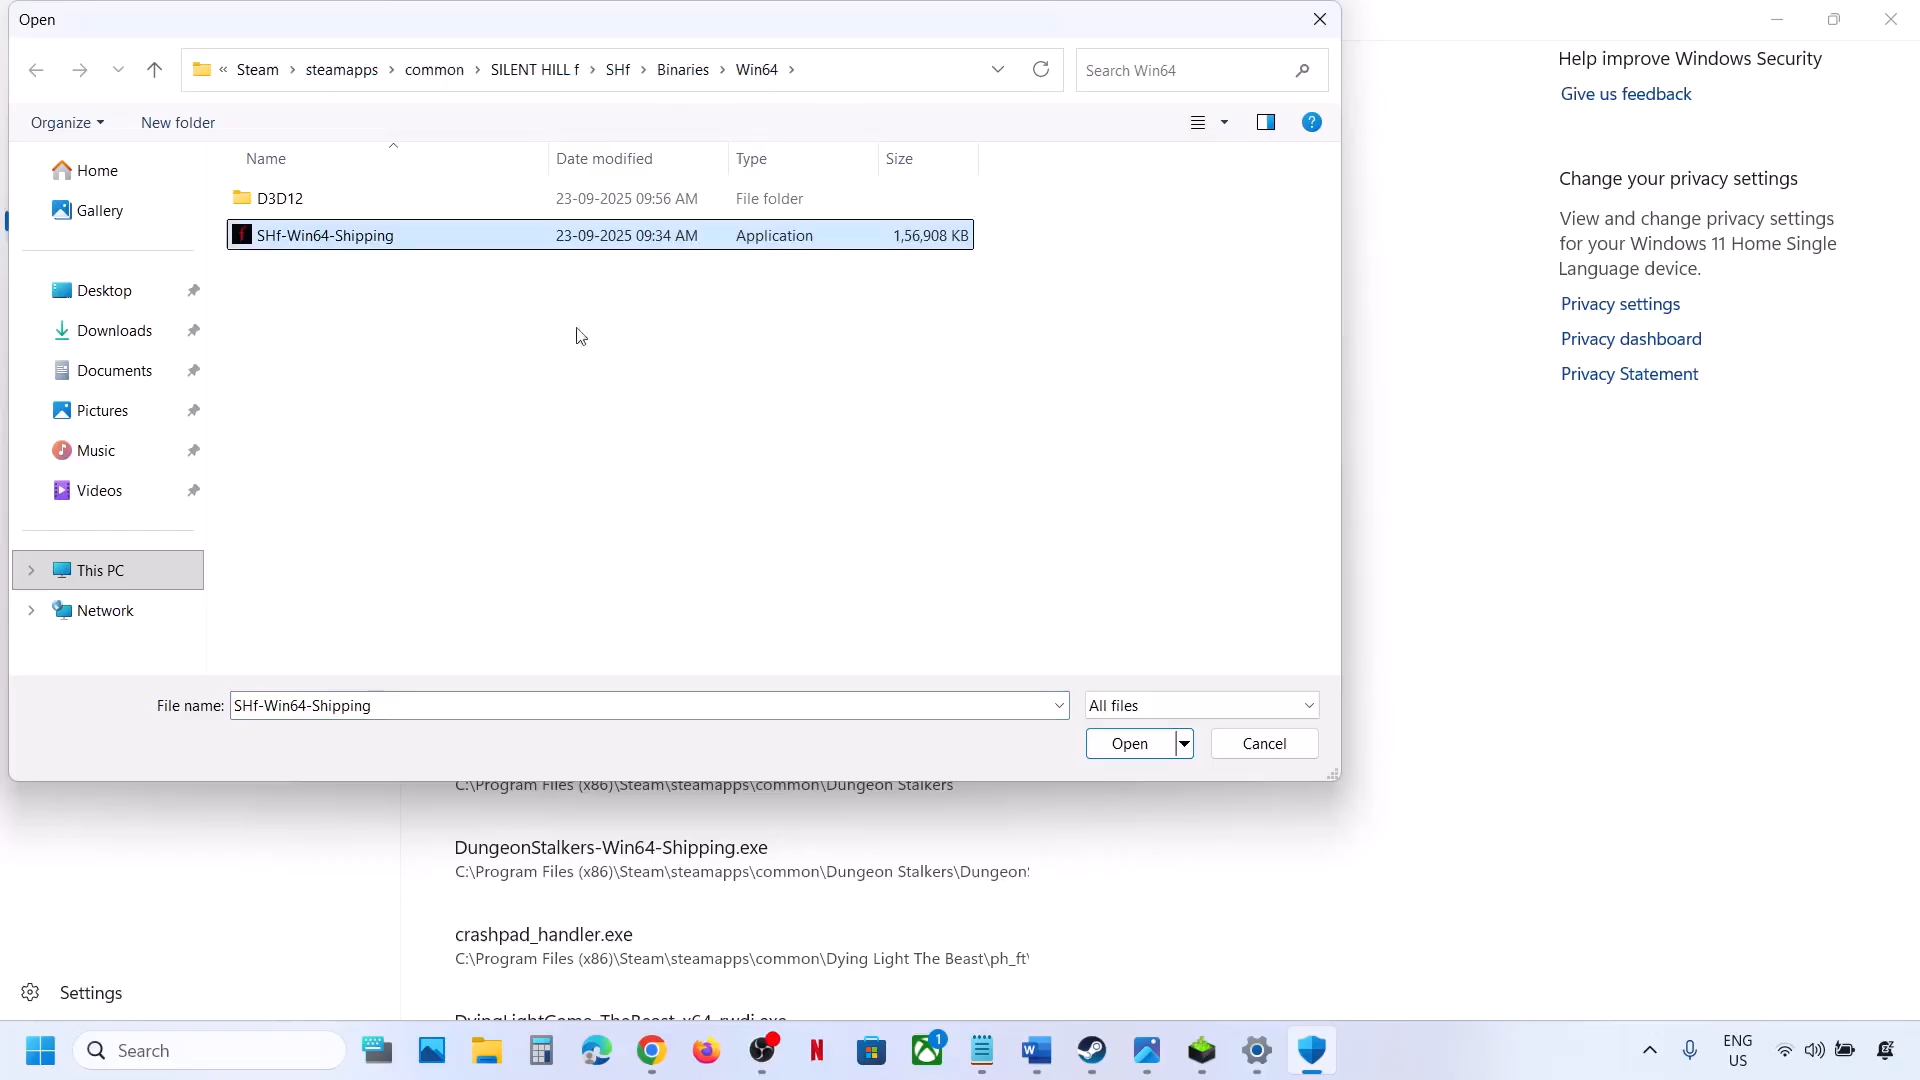 Open
« Steam › steamapps › common › SILENT HILL f › SHf › Binaries › Win64 ›
Search Win64
Organize
New folder
Name
Date modified
Type
Size
D3D12
23-09-2025 09:56 AM
File folder
SHf-Win64-Shipping
23-09-2025 09:34 AM
Application
1,56,908 KB
Home
Gallery
Desktop
Downloads
Documents
Pictures
Music
Videos
This PC
Network
File name:
SHf-Win64-Shipping
All files
Open
Cancel
Help improve Windows Security
Give us feedback
Change your privacy settings
View and change privacy settings
for your Windows 11 Home Single
Language device.
Privacy settings
Privacy dashboard
Privacy Statement
C:\Program Files (x86)\Steam\steamapps\common\Dungeon Stalkers
DungeonStalkers-Win64-Shipping.exe
C:\Program Files (x86)\Steam\steamapps\common\Dungeon Stalkers\Dungeon
crashpad_handler.exe
C:\Program Files (x86)\Steam\steamapps\common\Dying Light The Beast\ph_ft\
DyingLightGame_TheBeast_x64_rwdi.exe
Settings
Search
1
ENG
US